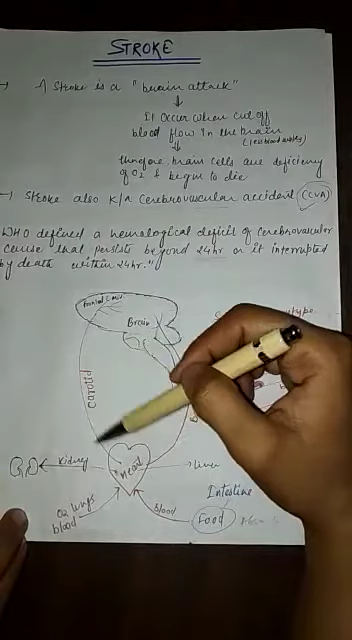 STROKE
→ A Stroke is a "brain attack"
↓
It Occur when cut off
blood flow in the brain
↓
therefore brain cells are deficiency
of O2 & begun to die
→ Stroke also K/a Cerebrovascular accident (CVA)
WHO defined a neurological deficit of Cerebrovascular
cause that persists beyond 24hr or it interrupted
by death within 24hr."
Brain
Carotid
Heart
Kidney
Liver
Intestine
O2 lungs
blood
blood
Food